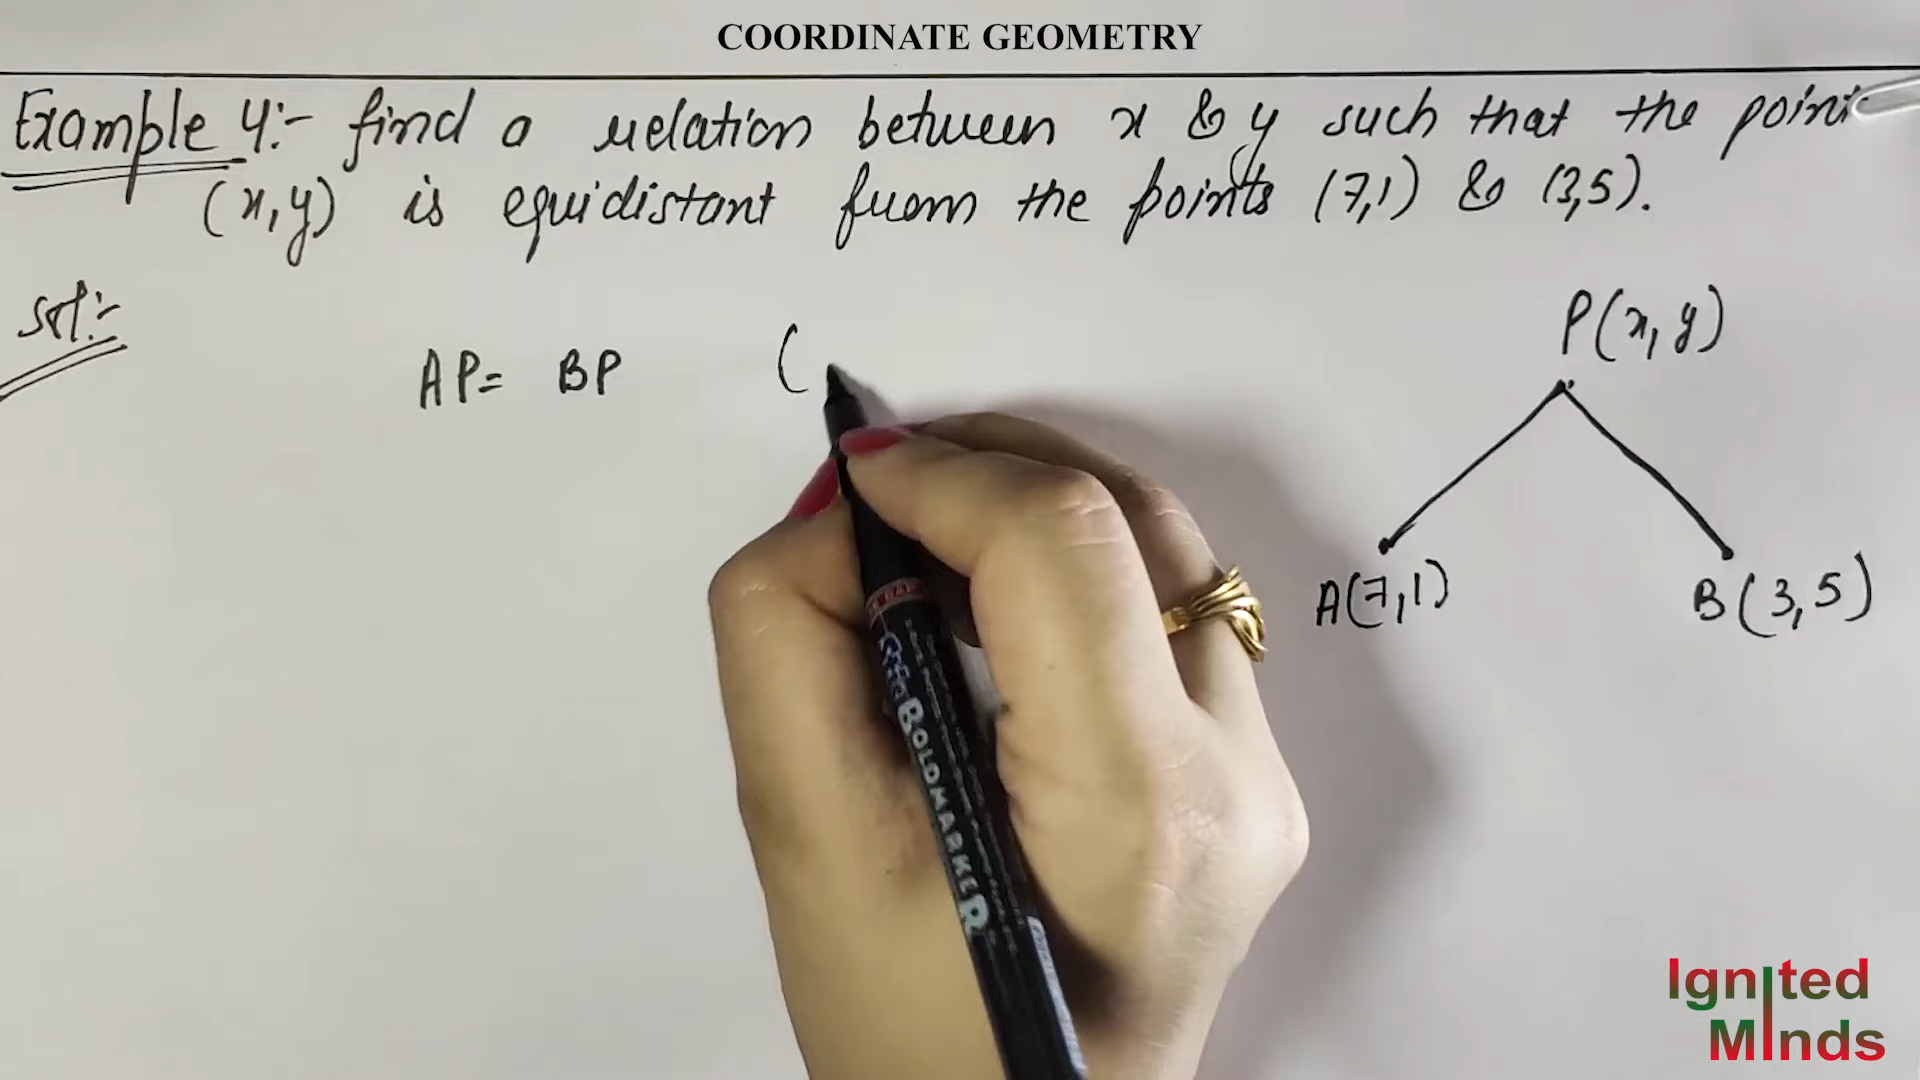 COORDINATE GEOMETRY
Example 4:- find a relation between x & y such that the point
(x,y) is equidistant from the points (7,1) & (3,5).
Sol:-
P(x,y)
AP= BP (
A(7,1) B(3,5)
BOLDMARKER
Ignited
Minds